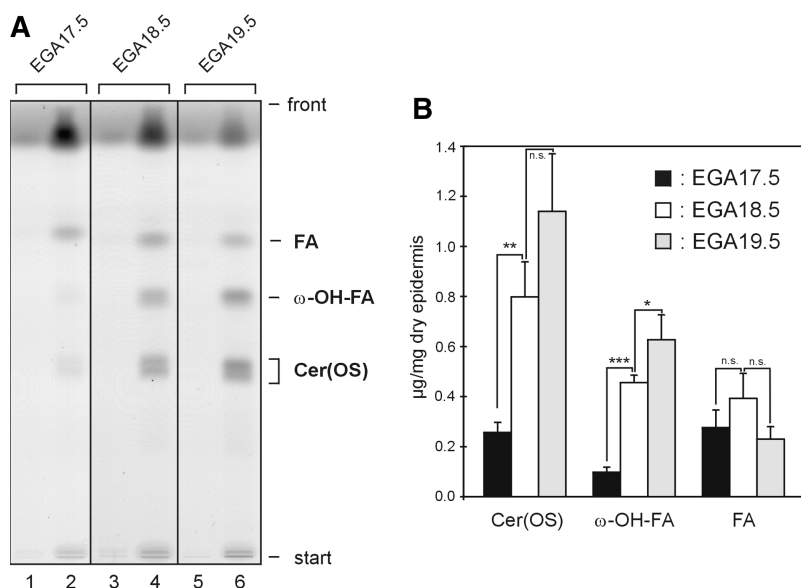 A
EGA17.5 EGA18.5 EGA19.5
front
FA
ω-OH-FA
Cer(OS)
start
1 2 3 4 5 6
B
µg/mg dry epidermis
1.4
1.2
1.0
0.8
0.6
0.4
0.2
0.0
: EGA17.5
: EGA18.5
: EGA19.5
** n.s.
*** *
n.s. n.s.
Cer(OS) ω-OH-FA FA